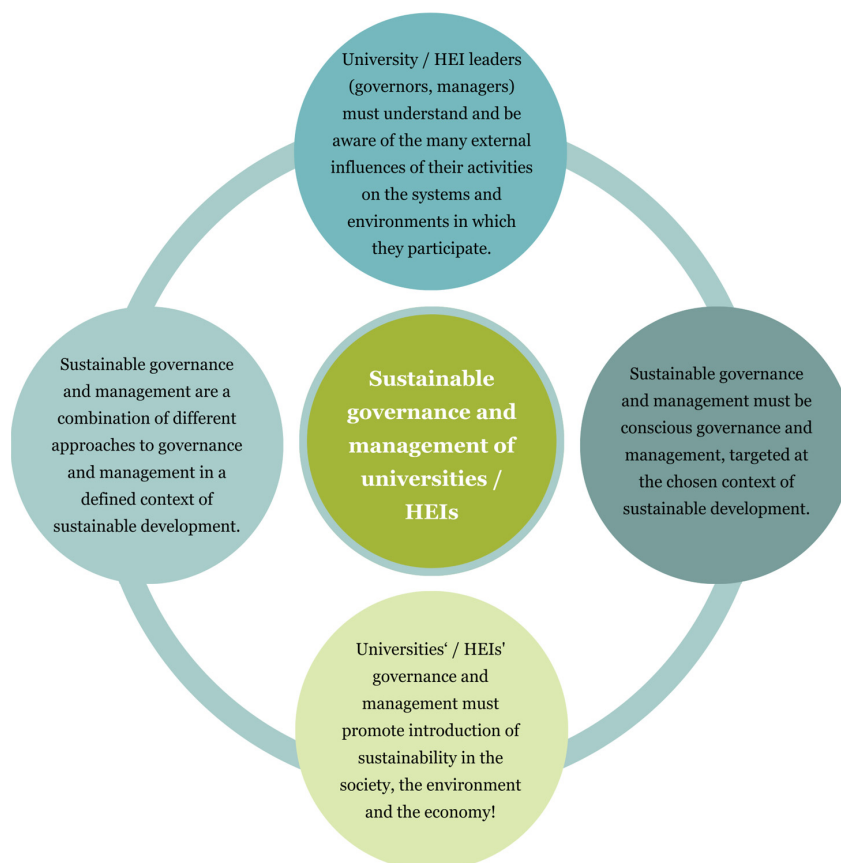 University / HEI leaders
(governors, managers)
must understand and be
aware of the many external
influences of their activities
on the systems and
environments in which
they participate.
Sustainable governance
and management are a
combination of different
approaches to governance
and management in a
defined context of
sustainable development.
Sustainable
governance and
management of
universities /
HEIs
Sustainable governance
and management must be
conscious governance and
management, targeted at
the chosen context of
sustainable development.
Universities‘ / HEIs'
governance and
management must
promote introduction of
sustainability in the
society, the environment
and the economy!